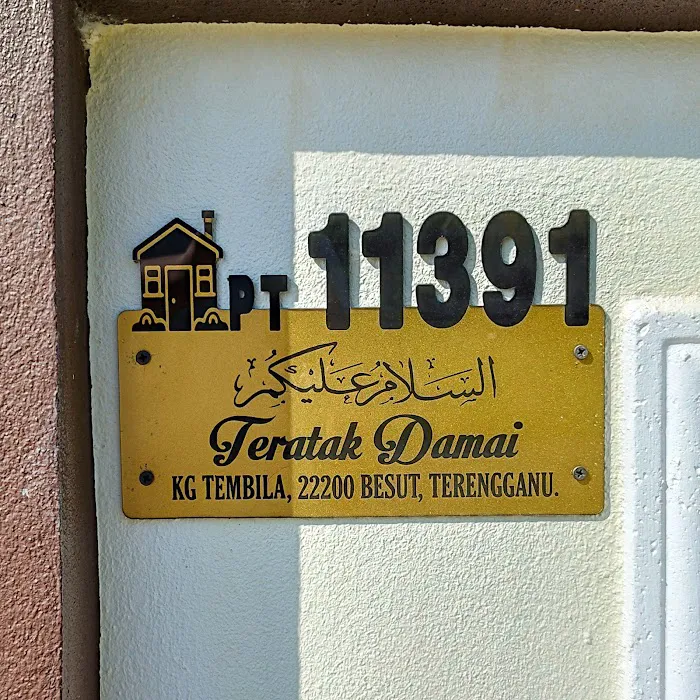 PT 11391
السلام عليكم
Teratak Damai
KG TEMBILA, 22200 BESUT, TERENGGANU.